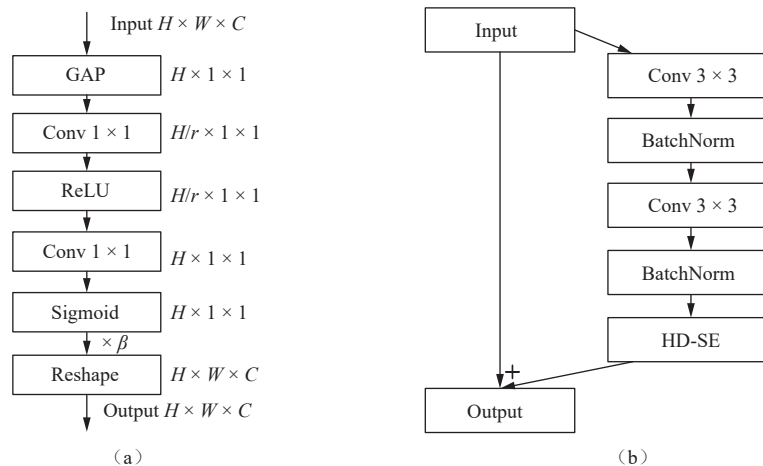 Input H × W × C
GAP
H × 1 × 1
Conv 1 × 1
H/r × 1 × 1
ReLU
H/r × 1 × 1
Conv 1 × 1
H × 1 × 1
Sigmoid
H × 1 × 1
× β
Reshape
H × W × C
Output H × W × C
（a）
Input
Conv 3 × 3
BatchNorm
Conv 3 × 3
BatchNorm
HD-SE
+
Output
（b）